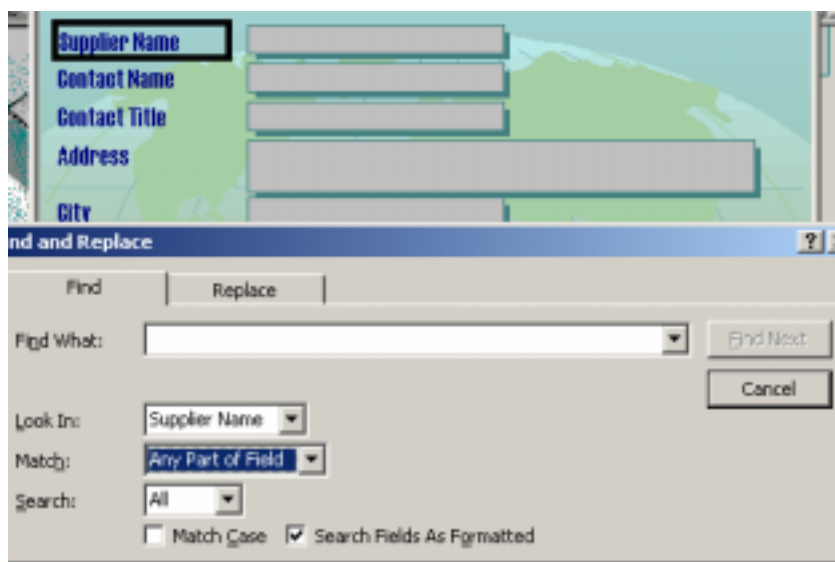 Supplier Name
Contact Name
Contact Title
Address
City
nd and Replace
Find Replace
Find What: Find Next
Cancel
Look In: Supplier Name
Match: Any Part of Field
Search: All
Match Case Search Fields As Formatted